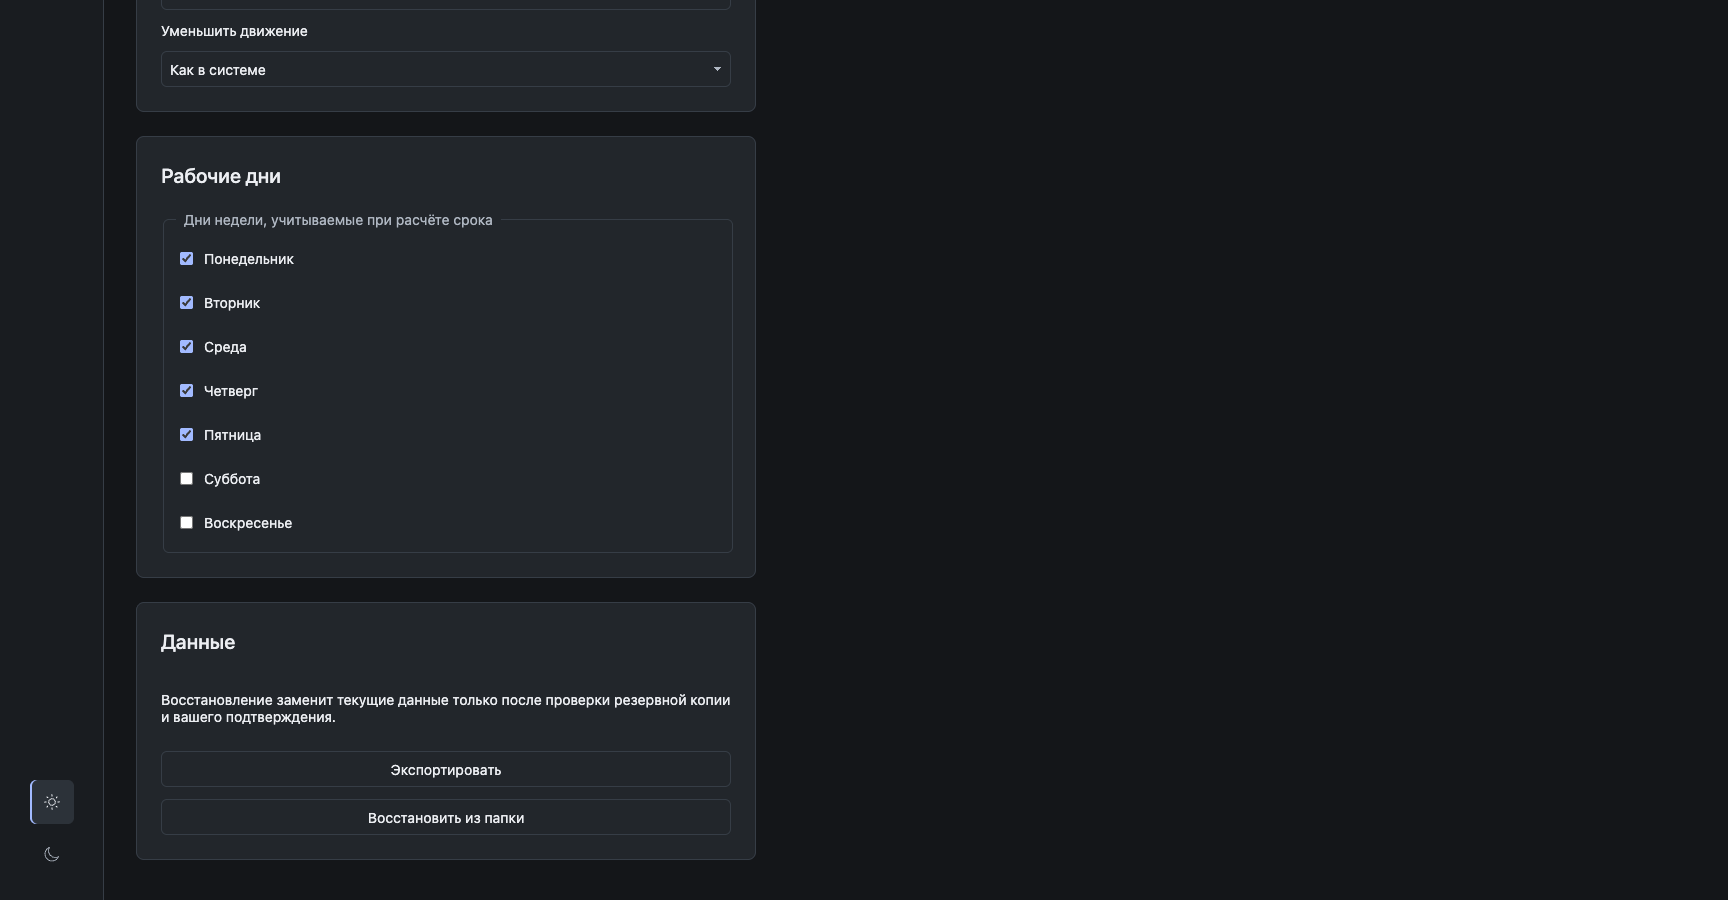 Уменьшить движение
Как в системе
Рабочие дни
Дни недели, учитываемые при расчёте срока
Понедельник
Вторник
Среда
Четверг
Пятница
Суббота
Воскресенье
Данные
Восстановление заменит текущие данные только после проверки резервной копии
и вашего подтверждения.
Экспортировать
Восстановить из папки